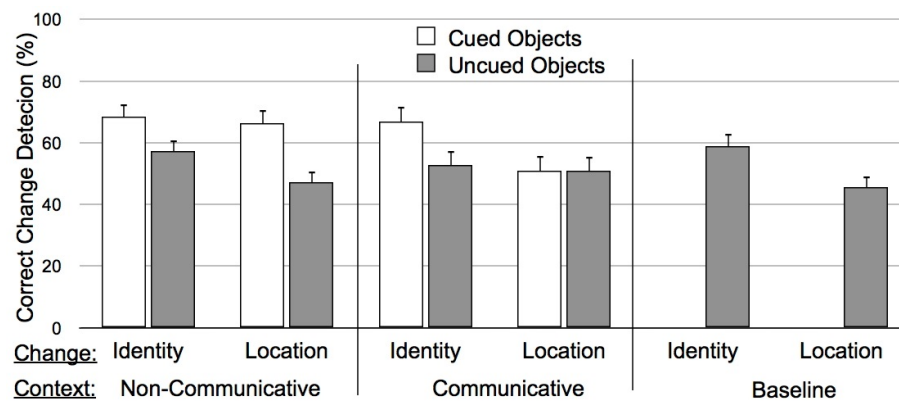 Correct Change Detecion (%)
100
80
60
40
20
0
Cued Objects
Uncued Objects
Change: Identity Location Identity Location Identity Location
Context: Non-Communicative Communicative Baseline